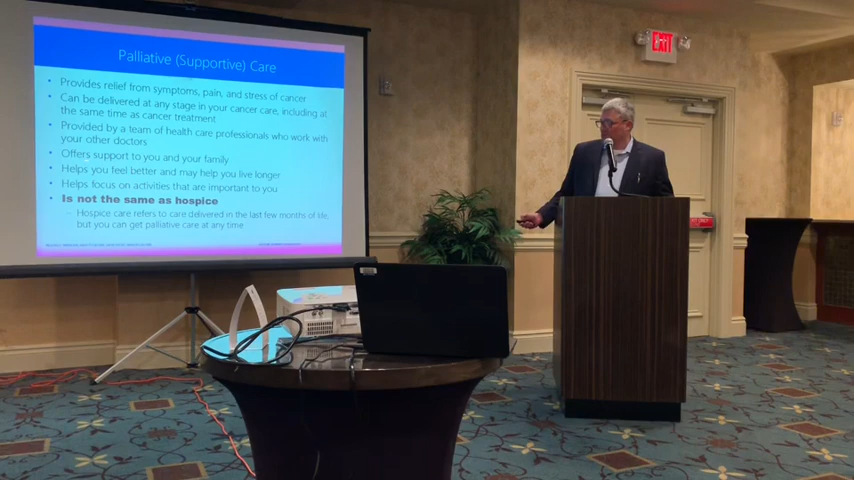 Palliative (Supportive) Care
• Provides relief from symptoms, pain, and stress of cancer
• Can be delivered at any stage in your cancer care, including at
the same time as cancer treatment
• Provided by a team of health care professionals who work with
your other doctors
• Offers support to you and your family
• Helps you feel better and may help you live longer
• Helps focus on activities that are important to you
• Is not the same as hospice
– Hospice care refers to care delivered in the last few months of life,
but you can get palliative care at any time
EXIT